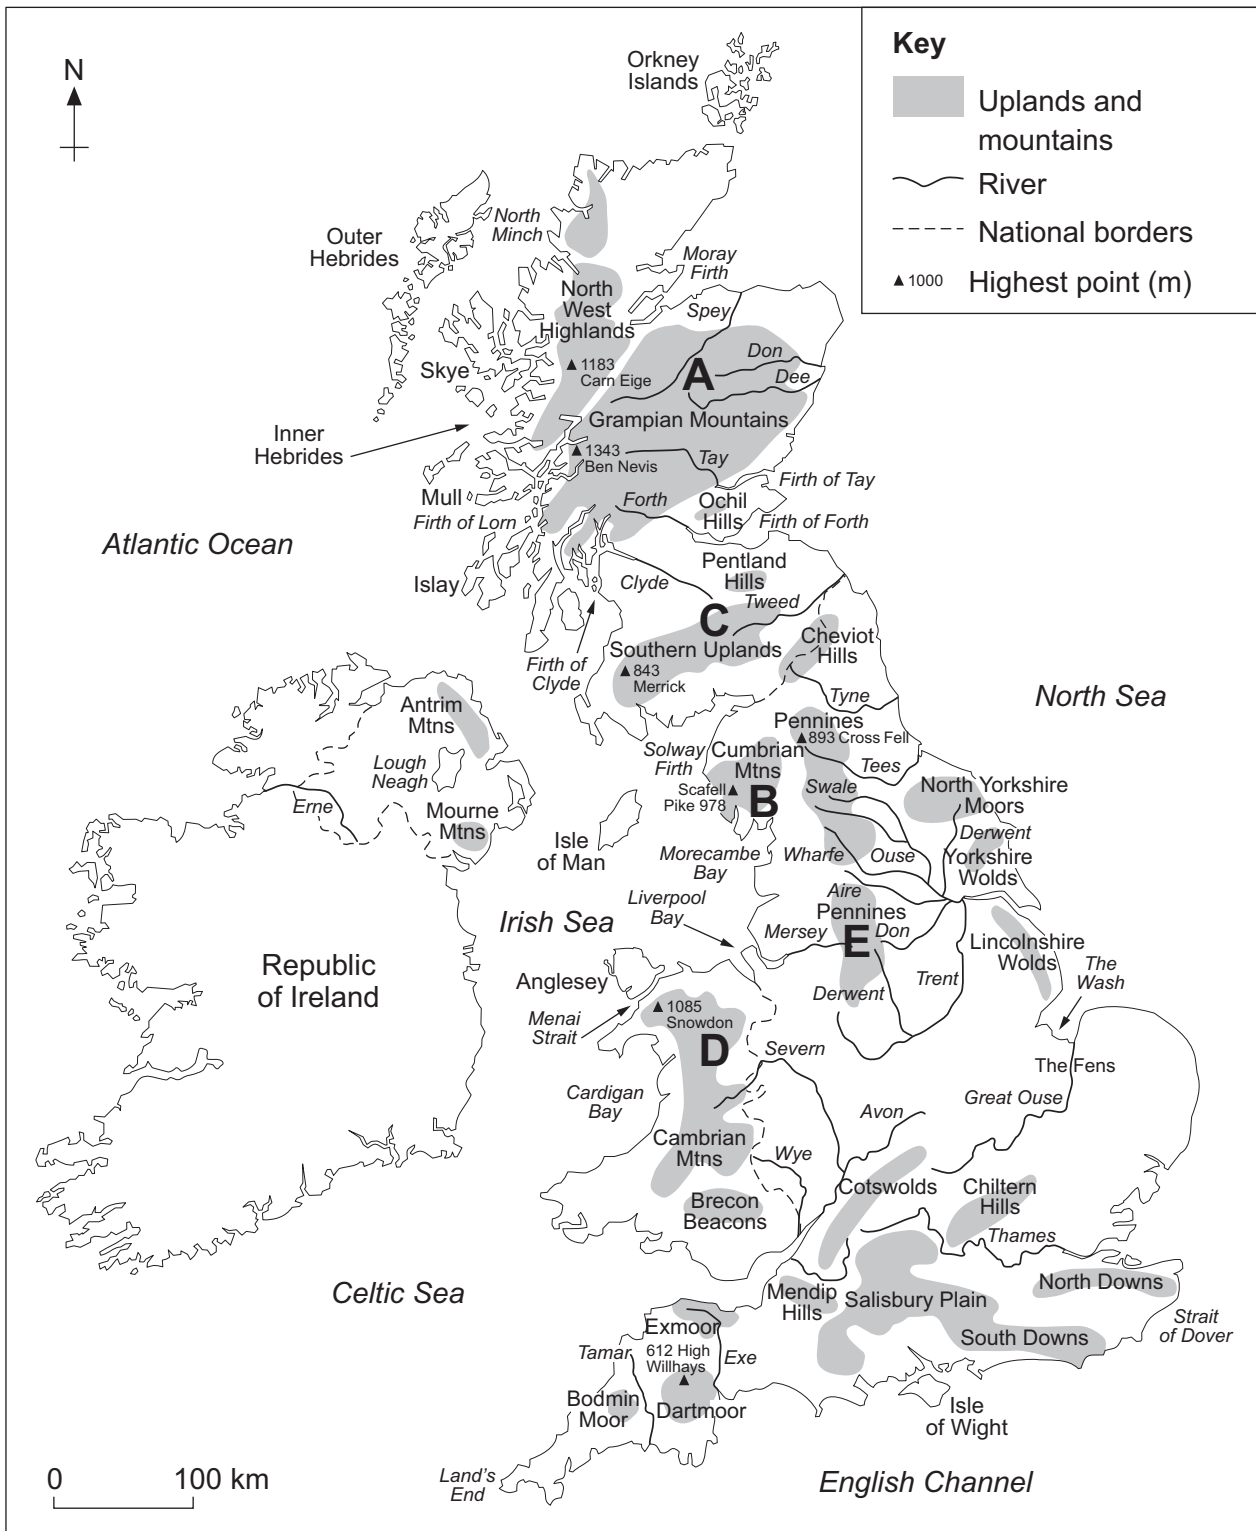 Key
Uplands and
mountains
River
National borders
1000
Highest point (m)
N
Orkney
Islands
North
Minch
Outer
Hebrides
Moray
Firth
North
West
Highlands
Spey
Don
Dee
A
Skye
1183
Carn Eige
Grampian Mountains
Inner
Hebrides
1343
Ben Nevis
Tay
Firth of Tay
Mull
Forth
Ochil
Hills
Firth of Lorn
Firth of Forth
Atlantic Ocean
Islay
Pentland
Hills
Clyde
Tweed
C
Cheviot
Hills
Southern Uplands
843
Merrick
Firth of
Clyde
Tyne
North Sea
Antrim
Mtns
Pennines
893 Cross Fell
Solway
Firth
Cumbrian
Mtns
Lough
Neagh
Tees
Scafell
Pike 978
B
Swale
North Yorkshire
Moors
Erne
Mourne
Mtns
Isle
of Man
Derwent
Morecambe
Bay
Wharfe
Ouse
Yorkshire
Wolds
Liverpool
Bay
Aire
Pennines
Irish Sea
Mersey
E
Don
Lincolnshire
Wolds
The
Wash
Republic
of Ireland
Anglesey
Derwent
Trent
Menai
Strait
1085
Snowdon
D
Severn
The Fens
Cardigan
Bay
Avon
Great Ouse
Cambrian
Mtns
Wye
Cotswolds
Chiltern
Hills
Brecon
Beacons
Thames
Celtic Sea
Mendip
Hills
Salisbury Plain
North Downs
Exmoor
South Downs
Strait
of Dover
Tamar
612 High
Willhays
Exe
Bodmin
Moor
Dartmoor
Isle
of Wight
0
100 km
Land's
End
English Channel